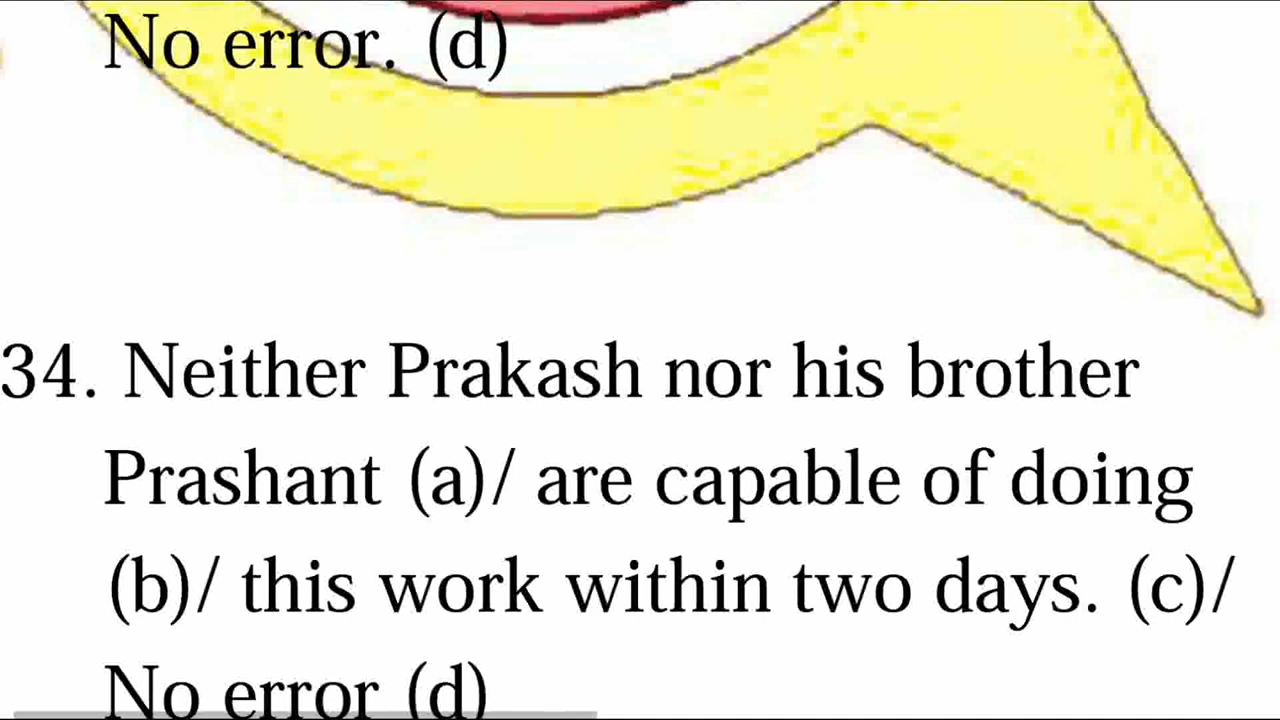 No error. (d)
34. Neither Prakash nor his brother
Prashant (a)/ are capable of doing
(b)/ this work within two days. (c)/
No error (d)